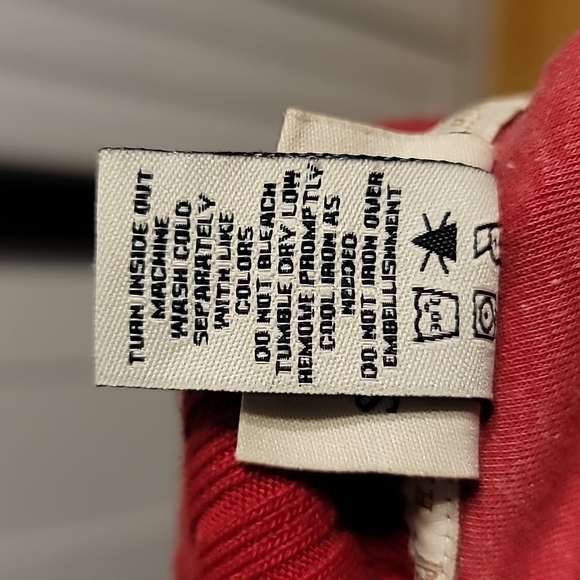 TURN INSIDE OUT
MACHINE
WASH COLD
SEPARATELY
WITH LIKE
COLORS
DO NOT BLEACH
TUMBLE DRY LOW
REMOVE PROMPTLY
COOL IRON AS
NEEDED
DO NOT IRON OVER
EMBELLISHMENT